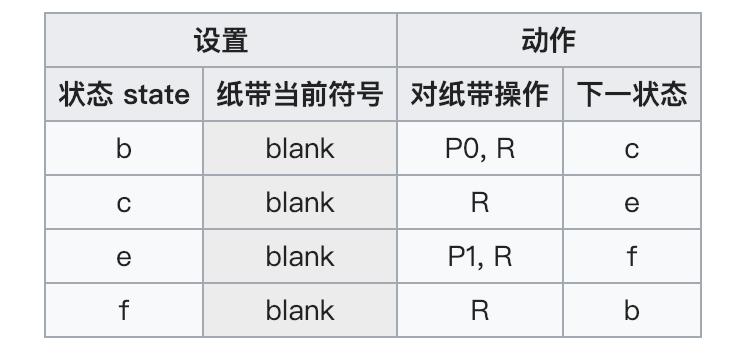 设置 动作
状态 state 纸带当前符号 对纸带操作 下一状态
b blank P0, R c
c blank R e
e blank P1, R f
f blank R b